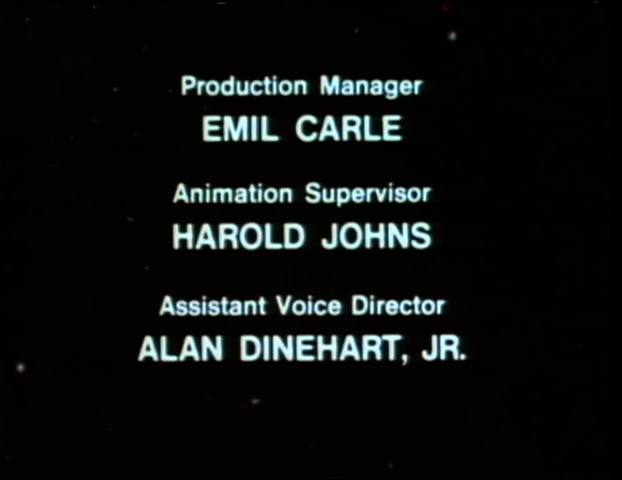 Production Manager
EMIL CARLE
Animation Supervisor
HAROLD JOHNS
Assistant Voice Director
ALAN DINEHART, JR.